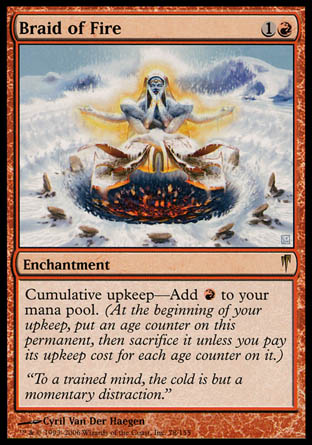 Braid of Fire 1
Enchantment
Cumulative upkeep—Add to your
mana pool. (At the beginning of your
upkeep, put an age counter on this
permanent, then sacrifice it unless you pay
its upkeep cost for each age counter on it.)
"To a trained mind, the cold is but a
momentary distraction."
Cyril Van Der Haegen